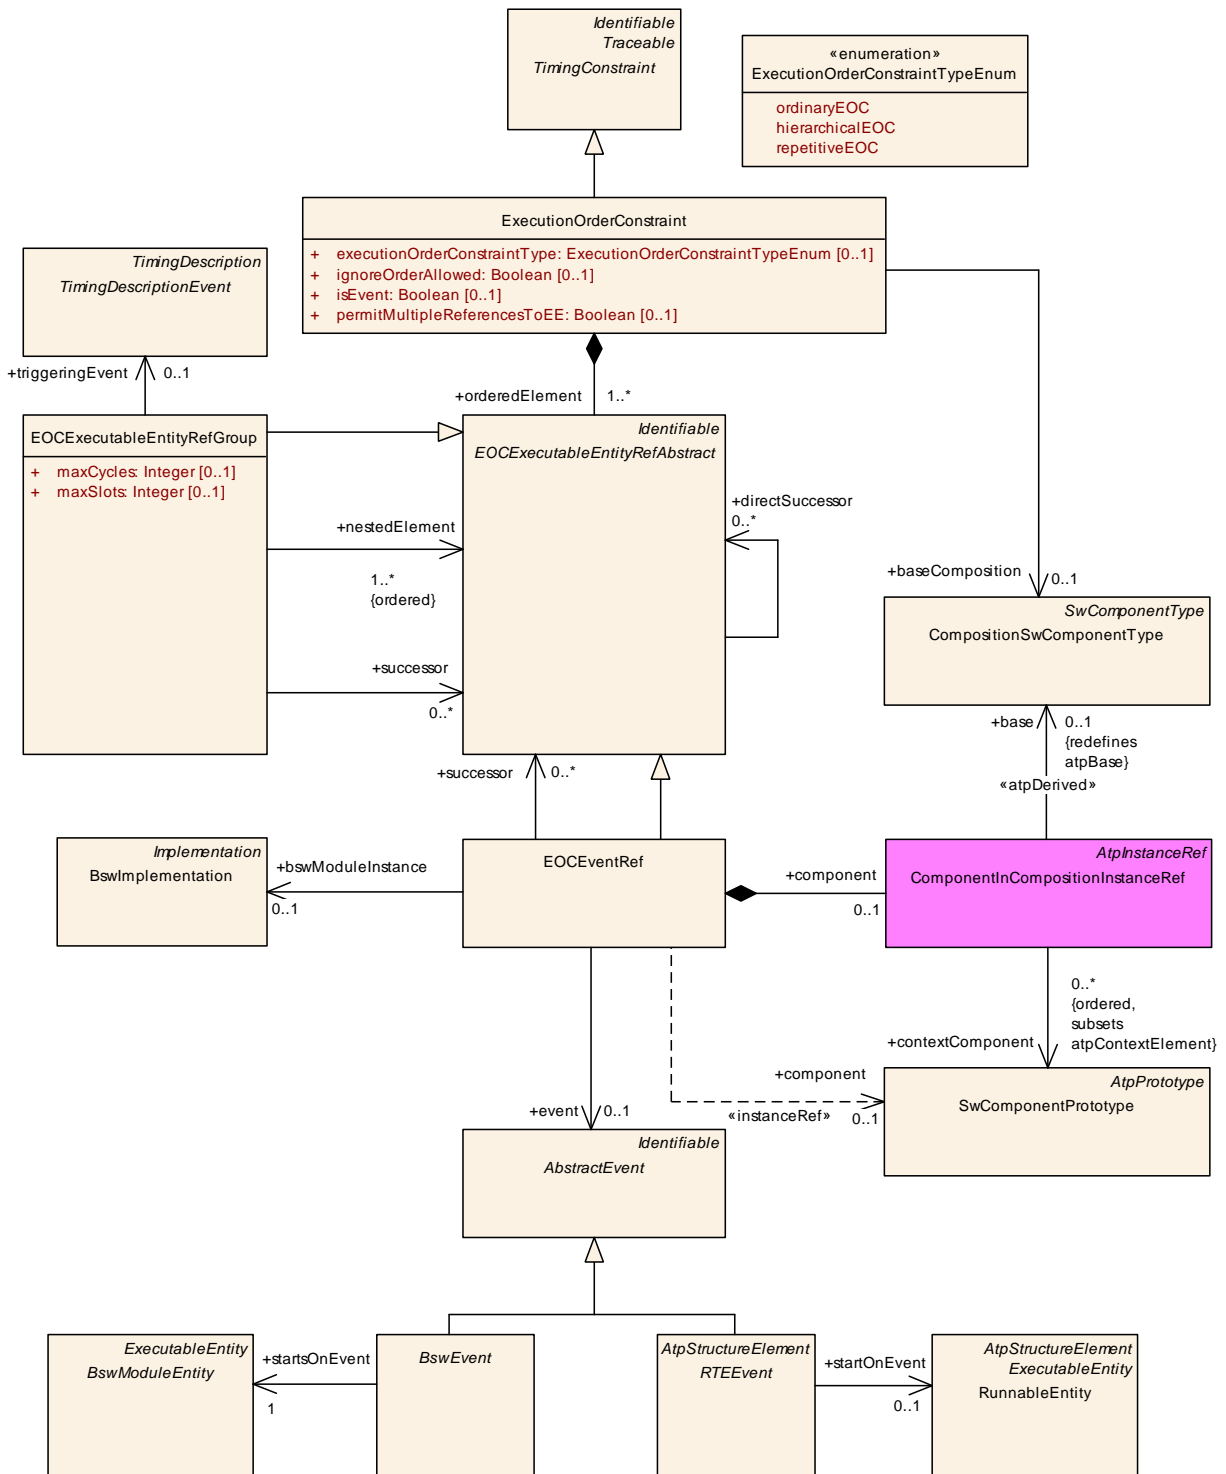 Identifiable
Traceable
TimingConstraint
«enumeration»
ExecutionOrderConstraintTypeEnum
ordinaryEOC
hierarchicalEOC
repetitiveEOC
ExecutionOrderConstraint
+ executionOrderConstraintType: ExecutionOrderConstraintTypeEnum [0..1]
+ ignoreOrderAllowed: Boolean [0..1]
+ isEvent: Boolean [0..1]
+ permitMultipleReferencesToEE: Boolean [0..1]
TimingDescription
TimingDescriptionEvent
+triggeringEvent
0..1
+orderedElement
1..*
EOCExecutableEntityRefGroup
+ maxCycles: Integer [0..1]
+ maxSlots: Integer [0..1]
Identifiable
EOCExecutableEntityRefAbstract
+directSuccessor
0..*
+nestedElement
1..*
{ordered}
+baseComposition
0..1
SwComponentType
CompositionSwComponentType
+successor
0..*
+base
0..1
{redefines
atpBase}
«atpDerived»
+successor
0..*
Implementation
BswImplementation
+bswModuleInstance
0..1
EOCEventRef
+component
0..1
AtpInstanceRef
ComponentInCompositionInstanceRef
0..*
{ordered,
subsets
atpContextElement}
+contextComponent
+component
«instanceRef»
0..1
AtpPrototype
SwComponentPrototype
+event
0..1
Identifiable
AbstractEvent
ExecutableEntity
BswModuleEntity
+startsOnEvent
1
BswEvent
AtpStructureElement
RTEEvent
+startOnEvent
0..1
AtpStructureElement
ExecutableEntity
RunnableEntity